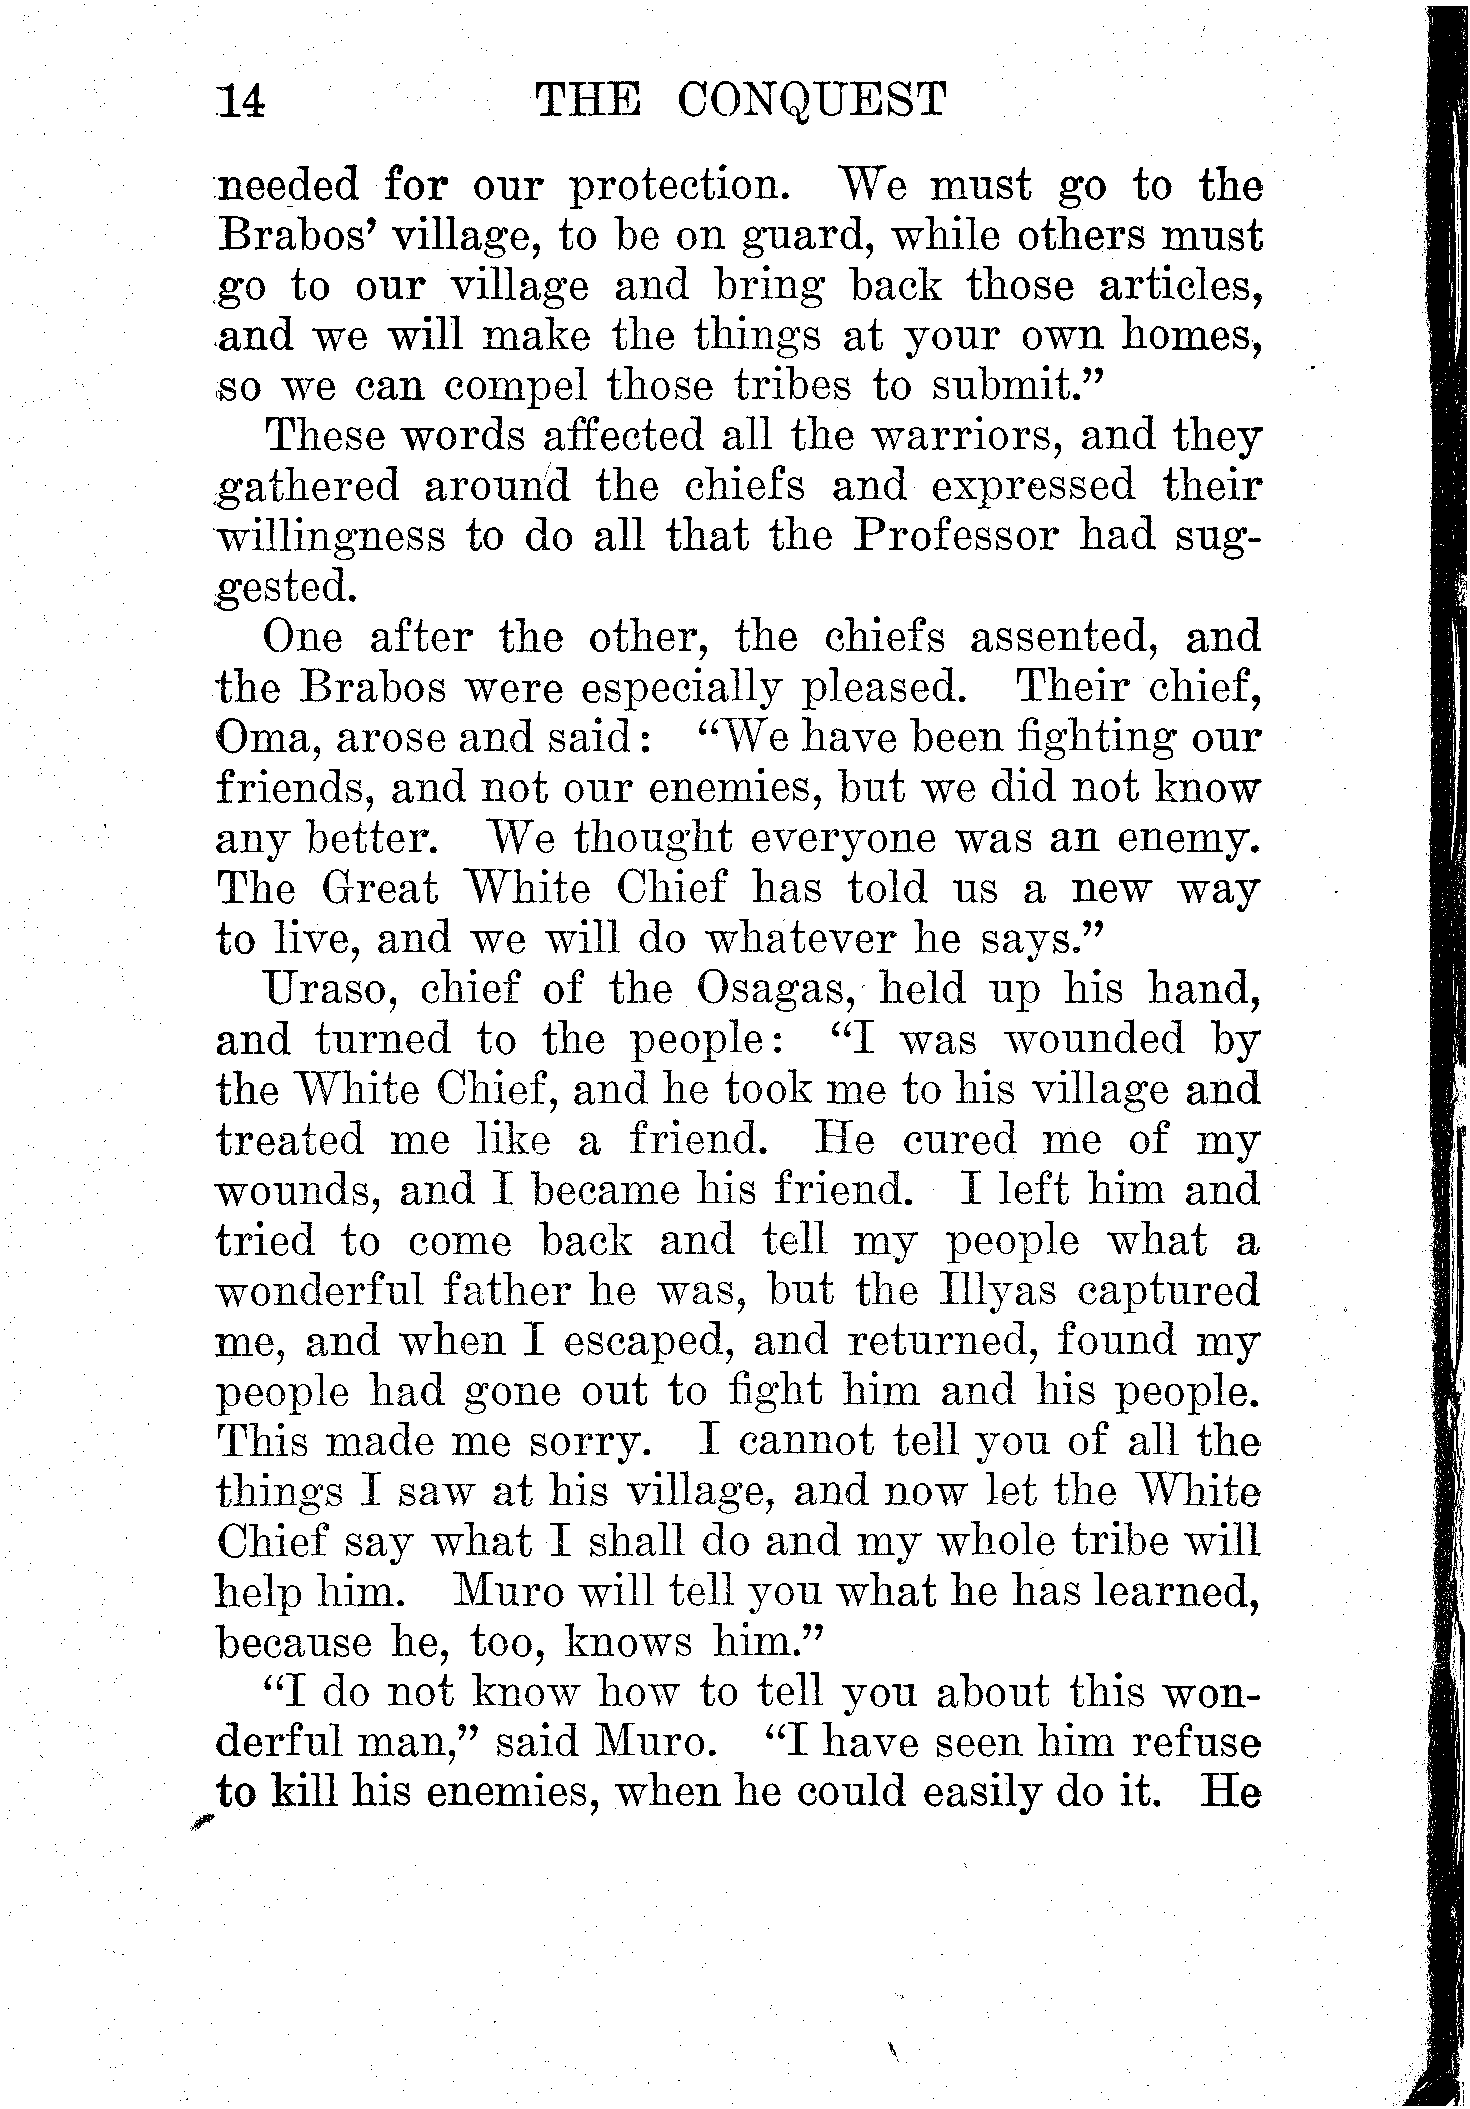 14 THE CONQUEST
needed for our protection. We must go to the
Brabos' village, to be on guard, while others must
go to our village and bring back those articles,
and we will make the things at your own homes,
so we can compel those tribes to submit."
These words affected all the warriors, and they
gathered around the chiefs and expressed their
willingness to do all that the Professor had sug-
gested.
One after the other, the chiefs assented, and
the Brabos were especially pleased. Their chief,
Oma, arose and said: "We have been fighting our
friends, and not our enemies, but we did not know
any better. We thought everyone was an enemy.
The Great White Chief has told us a new way
to live, and we will do whatever he says."
Uraso, chief of the Osagas, held up his hand,
and turned to the people: "I was wounded by
the White Chief, and he took me to his village and
treated me like a friend. He cured me of my
wounds, and I became his friend. I left him and
tried to come back and tell my people what a
wonderful father he was, but the Illyas captured
me, and when I escaped, and returned, found my
people had gone out to fight him and his people.
This made me sorry. I cannot tell you of all the
things I saw at his village, and now let the White
Chief say what I shall do and my whole tribe will
help him. Muro will tell you what he has learned,
because he, too, knows him."
"I do not know how to tell you about this won-
derful man," said Muro. "I have seen him refuse
to kill his enemies, when he could easily do it. He